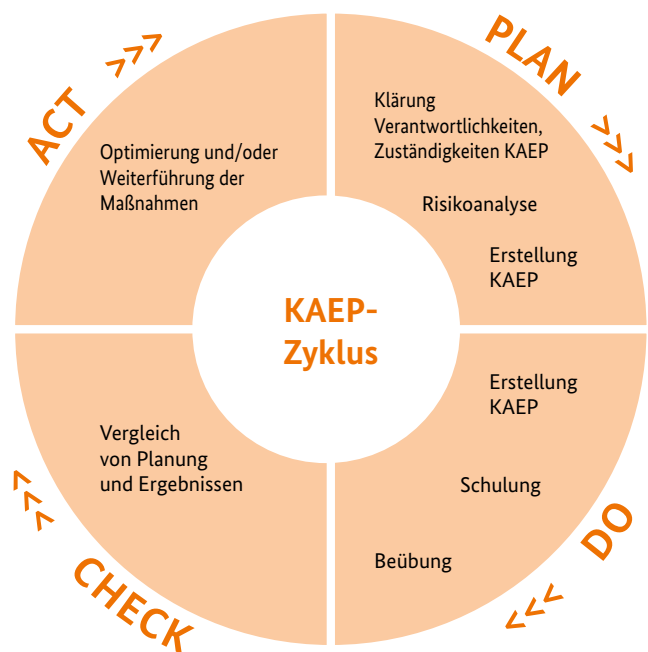 KAEP-
Zyklus
PLAN >>>
Klärung
Verantwortlichkeiten,
Zuständigkeiten KAEP
Risikoanalyse
Erstellung
KAEP
DO >>>
Erstellung
KAEP
Schulung
Beübung
CHECK >>>
Vergleich
von Planung
und Ergebnissen
ACT >>>
Optimierung und/oder
Weiterführung der
Maßnahmen